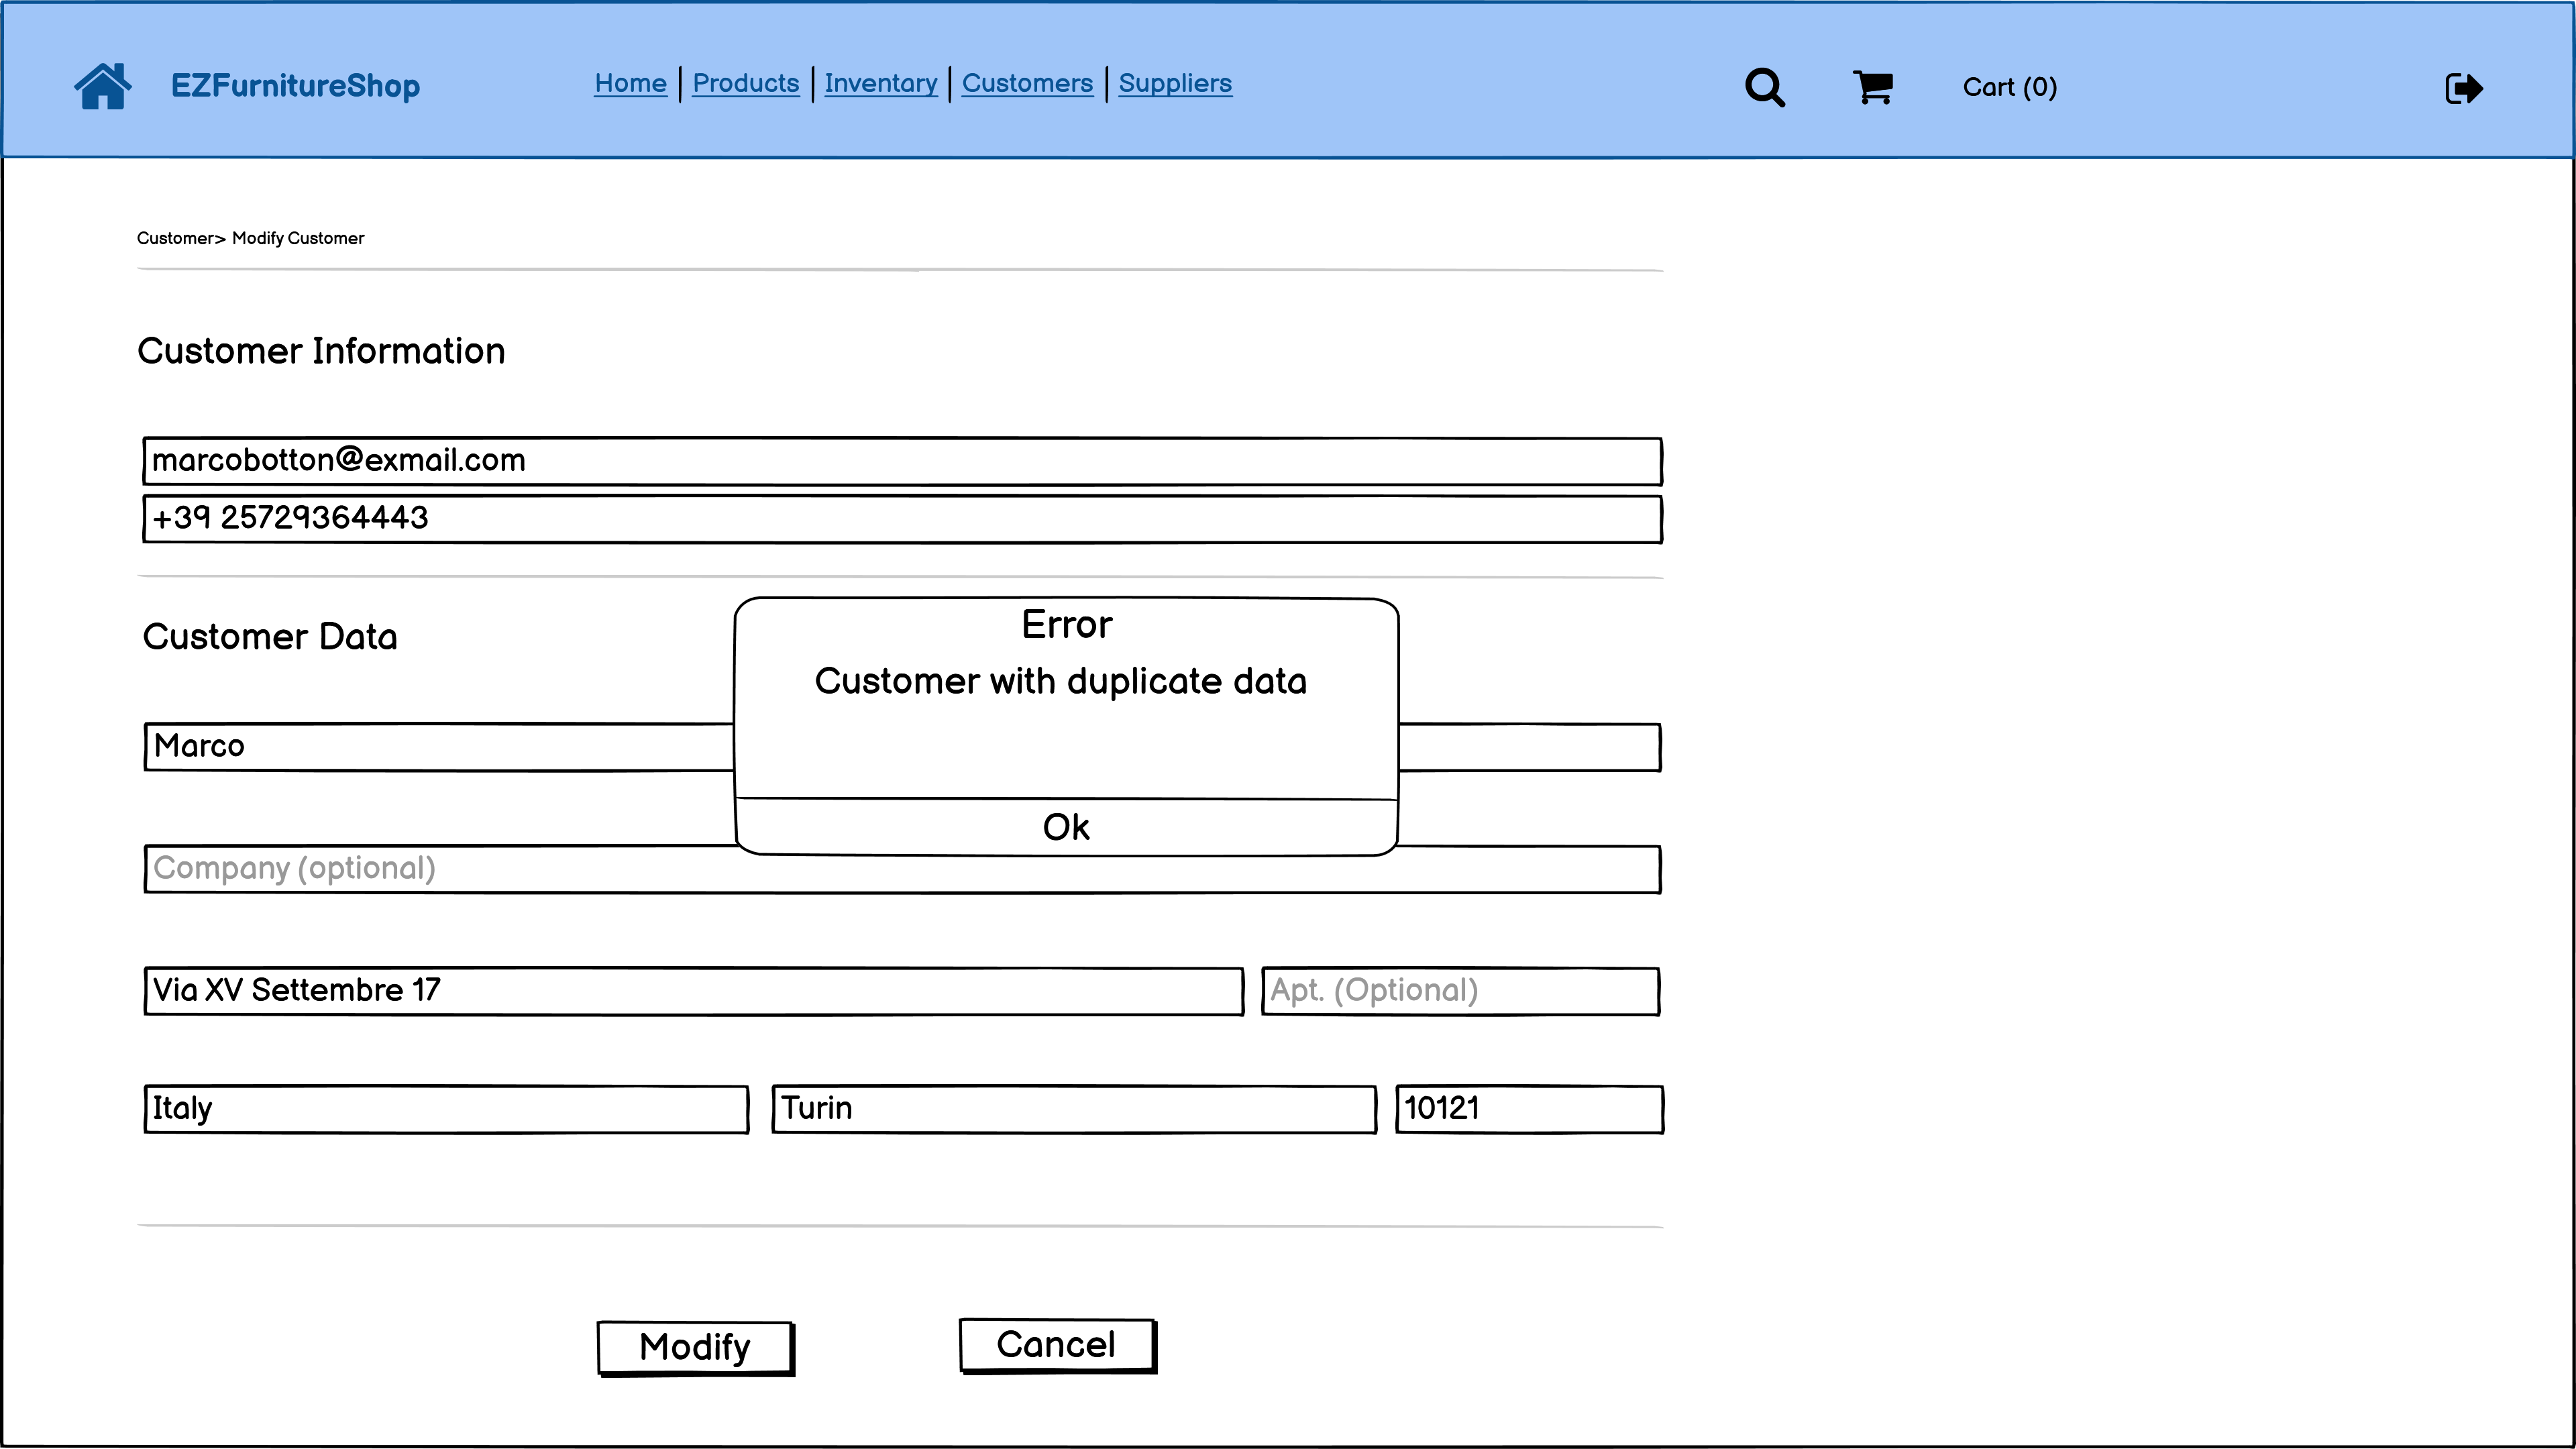 EZFurnitureShop
Home | Products | Inventory | Customers | Suppliers
Cart (0)
Customer> Modify Customer
Customer Information
marcobotton@exmail.com
+39 25729364443
Customer Data
Error
Customer with duplicate data
Ok
Marco
Company (optional)
Via XV Settembre 17
Apt. (Optional)
Italy
Turin
10121
Modify
Cancel